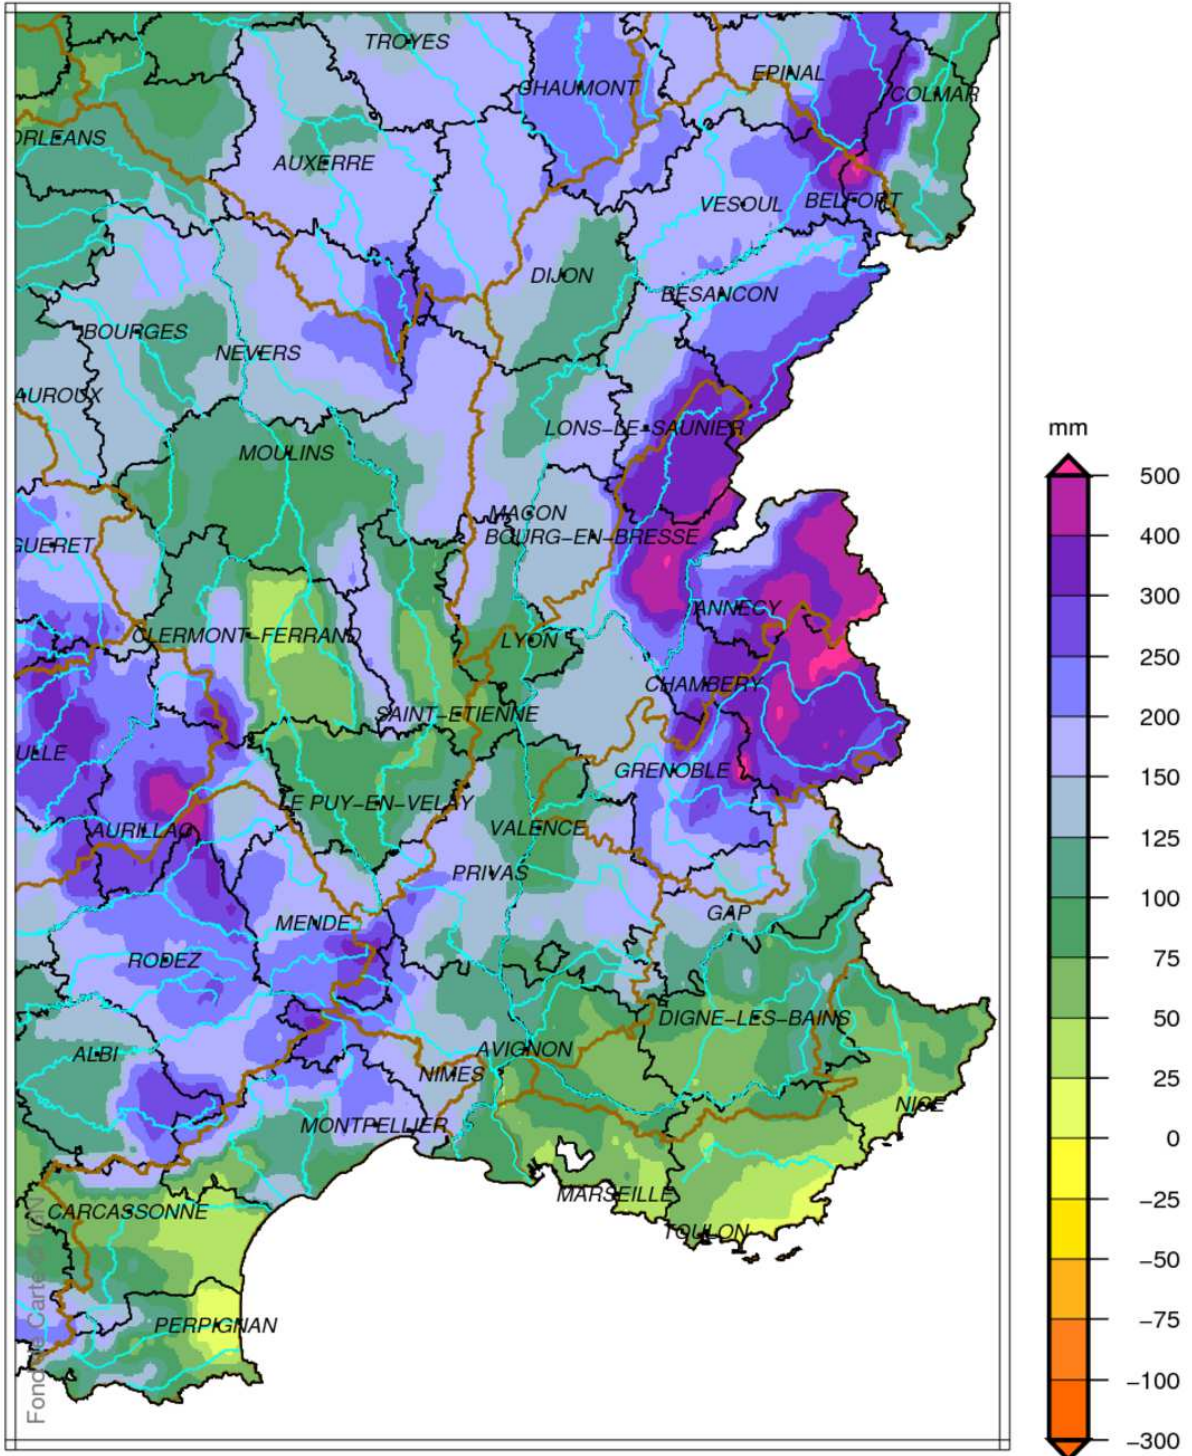 TROYES
EPINAL
CHAUMONT
COLMAR
ORLEANS
AUXERRE
VESOUL
BELFORT
DIJON
BESANCON
BOURGES
NEVERS
AUROUX
LONS-LE-SAUNIER
mm
MOULINS
500
MACON
400
BOURG-EN-BRESSE
GUERET
300
ANNECY
CLERMONT-FERRAND
LYON
250
CHAMBERY
SAINT-ETIENNE
200
ULLE
GRENOBLE
150
LE PUY-EN-VELAY
AURILLAC
VALENCE
125
PRIVAS
100
GAP
MENDE
RODEZ
75
DIGNE-LES-BAINS
50
AVIGNON
ALBI
NIMES
25
NICE
MONTPELLIER
0
MARSEILLE
-25
CARCASSONNE
TOULON
-50
-75
PERPIGNAN
-100
-300